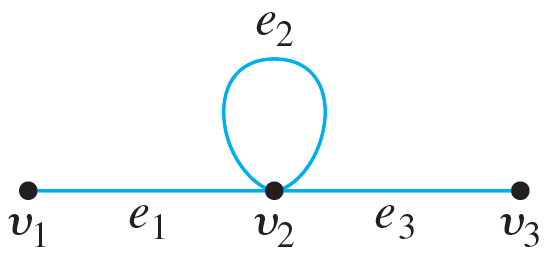 e₂
e₁ e₃
v₁ v₂ v₃